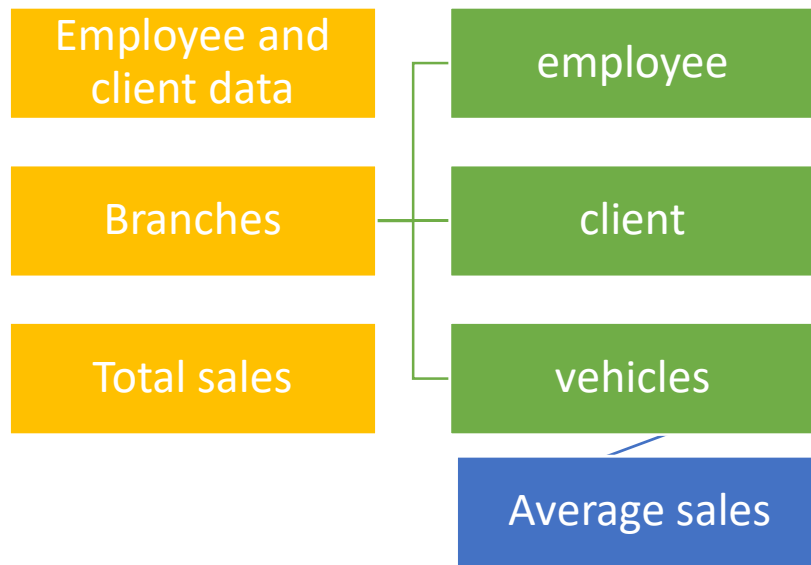 Employee and
client data
employee
Branches
client
Total sales
vehicles
Average sales